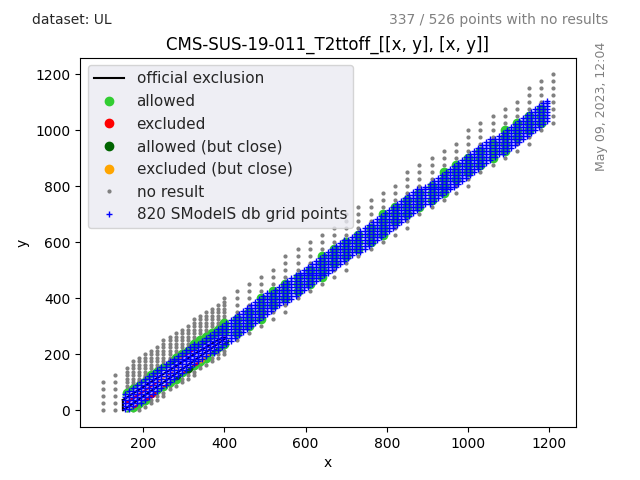 dataset: UL
337 / 526 points with no results
CMS-SUS-19-011_T2ttoff_[[x, y], [x, y]]
May 09, 2023, 12:04
official exclusion
allowed
excluded
allowed (but close)
excluded (but close)
no result
820 SModelS db grid points
y
1200
1000
800
600
400
200
0
200
400
600
800
1000
1200
x